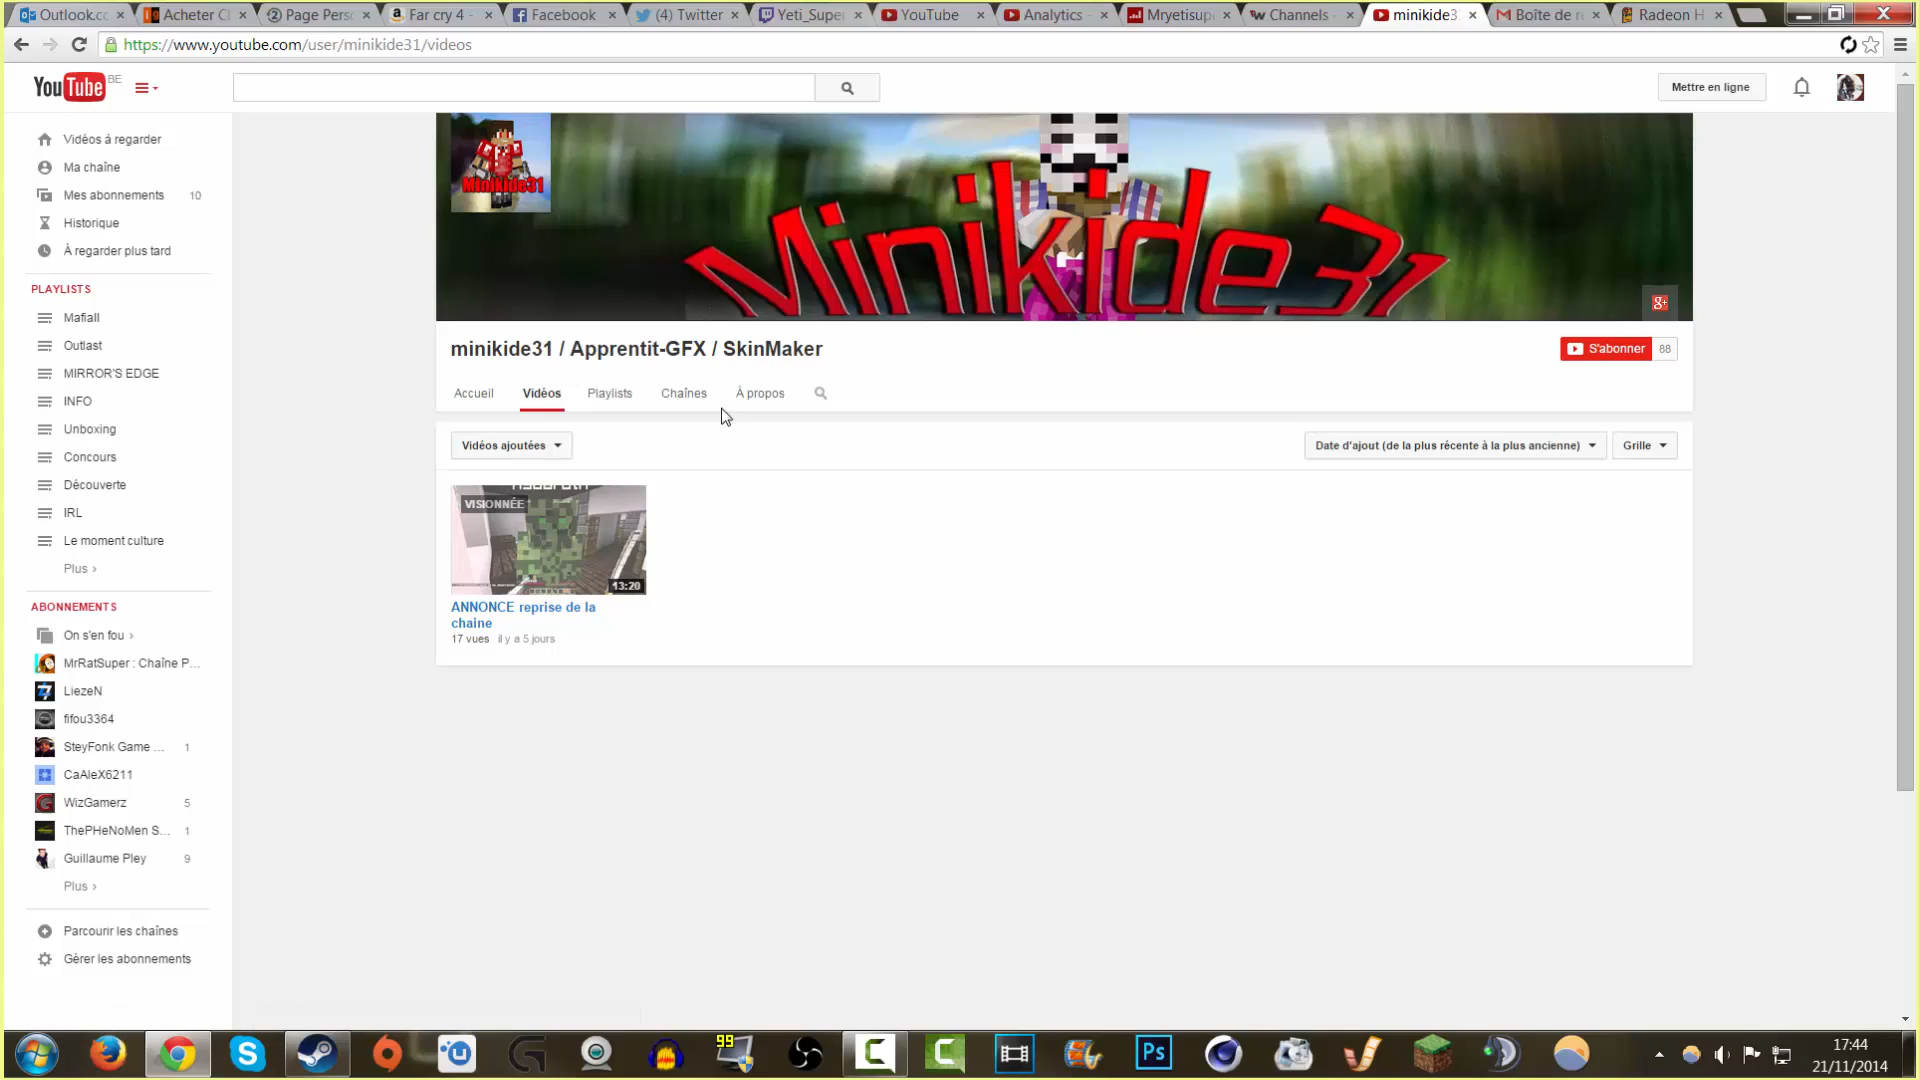 Outlook.c
Acheter C
Page Pers
Far cry 4 -
Facebook
(4) Twitter
Yeti_Supe
YouTube
Analytics -
Mryetisup
Channels
minikide3
Boîte de r
Radeon H
https://www.youtube.com/user/minikide31/videos
YouTube BE
Mettre en ligne
Vidéos à regarder
Ma chaîne
Mes abonnements 10
Historique
À regarder plus tard
PLAYLISTS
Mafiall
Outlast
MIRROR'S EDGE
INFO
Unboxing
Concours
Découverte
IRL
Le moment culture
Plus ›
ABONNEMENTS
On s'en fou ›
MrRatSuper : Chaîne P...
LiezeN
fifou3364
SteyFonk Game ... 1
CaAleX6211
WizGamerz 5
ThePHeNoMen S... 1
Guillaume Pley 9
Plus ›
Parcourir les chaînes
Gérer les abonnements
Minikide31
Minikide31
g+
minikide31 / Apprentit-GFX / SkinMaker
S'abonner 88
Accueil Vidéos Playlists Chaînes À propos
Vidéos ajoutées
Date d'ajout (de la plus récente à la plus ancienne)
Grille
VISIONNÉE
13:20
ANNONCE reprise de la
chaine
17 vues il y a 5 jours
99
Ps
17:44
21/11/2014